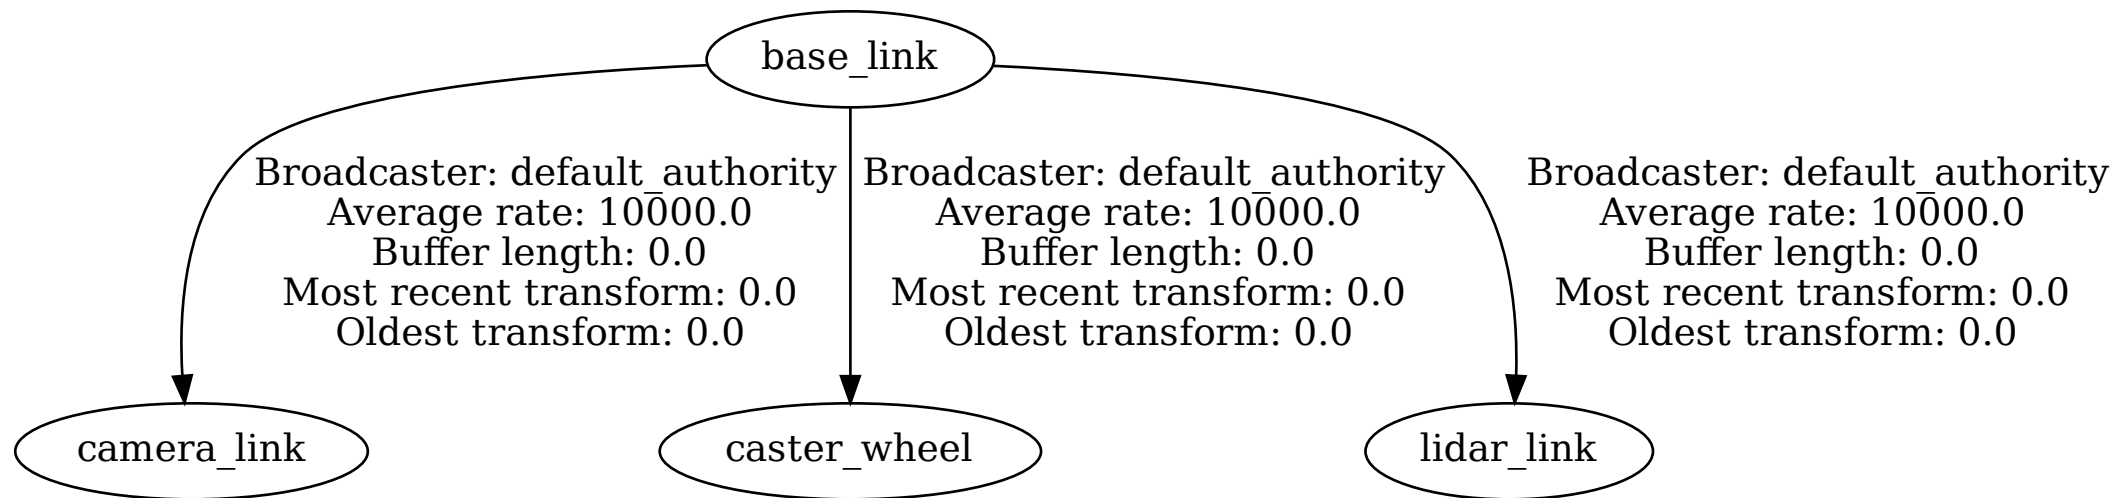 base_link
Broadcaster: default_authority
Average rate: 10000.0
Buffer length: 0.0
Most recent transform: 0.0
Oldest transform: 0.0
Broadcaster: default_authority
Average rate: 10000.0
Buffer length: 0.0
Most recent transform: 0.0
Oldest transform: 0.0
Broadcaster: default_authority
Average rate: 10000.0
Buffer length: 0.0
Most recent transform: 0.0
Oldest transform: 0.0
camera_link
caster_wheel
lidar_link